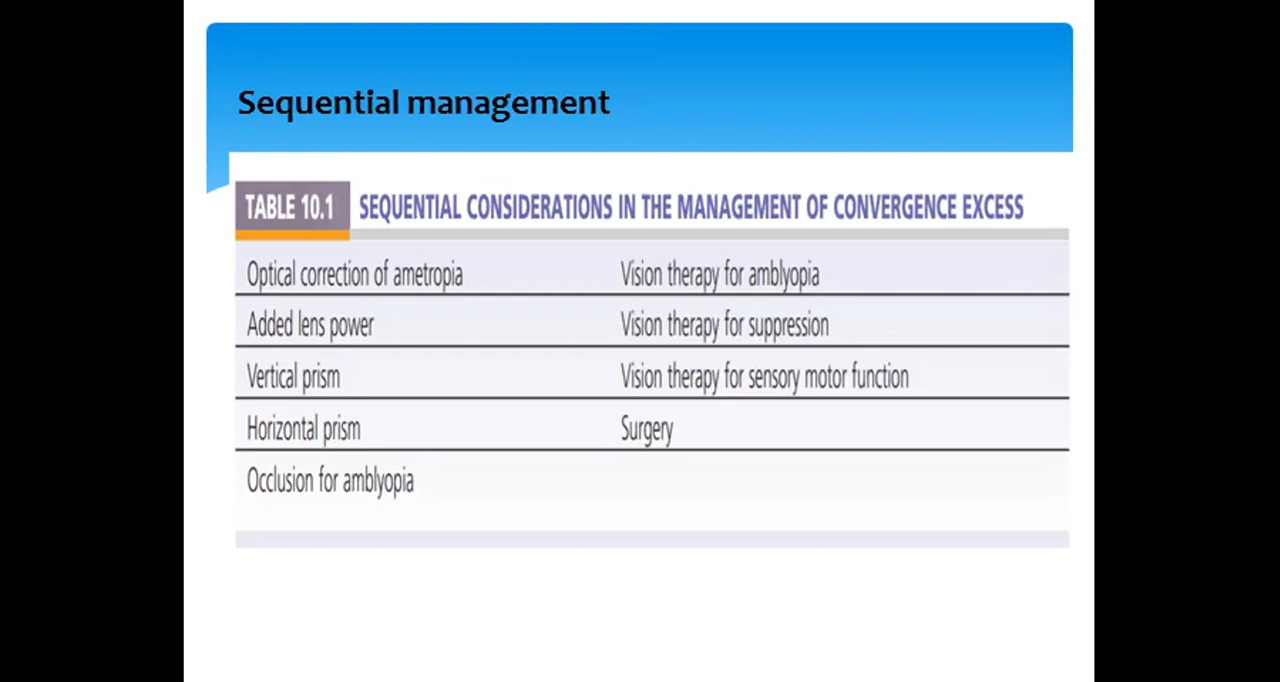 Sequential management
TABLE 10.1 SEQUENTIAL CONSIDERATIONS IN THE MANAGEMENT OF CONVERGENCE EXCESS
Optical correction of ametropia Vision therapy for amblyopia
Added lens power Vision therapy for suppression
Vertical prism Vision therapy for sensory motor function
Horizontal prism Surgery
Occlusion for amblyopia